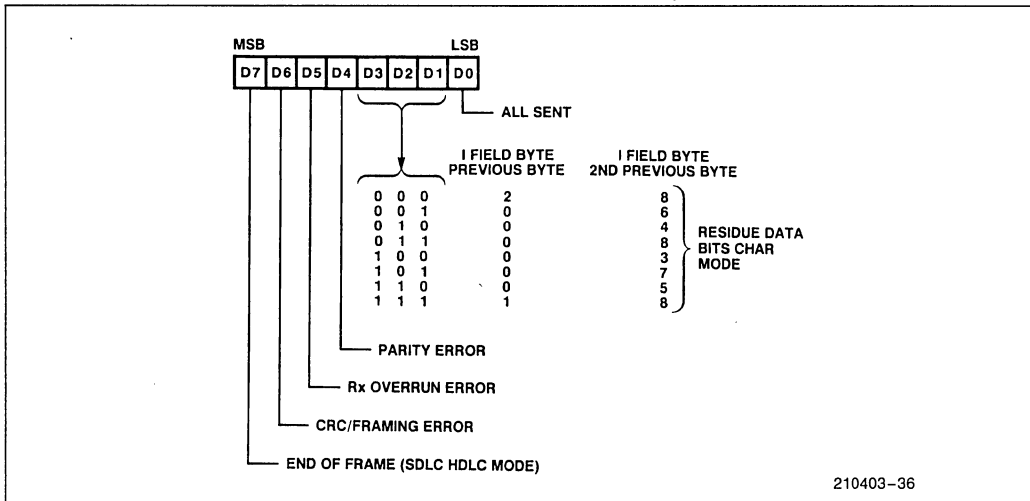 MSB LSB
D7 D6 D5 D4 D3 D2 D1 D0
ALL SENT
I FIELD BYTE I FIELD BYTE
PREVIOUS BYTE 2ND PREVIOUS BYTE
0 0 0 2 8
0 0 1 0 6
0 1 0 0 4
0 1 1 0 8
1 0 0 0 3
1 0 1 0 7
1 1 0 0 5
1 1 1 1 8
RESIDUE DATA
BITS CHAR
MODE
PARITY ERROR
Rx OVERRUN ERROR
CRC/FRAMING ERROR
END OF FRAME (SDLC HDLC MODE)
210403-36